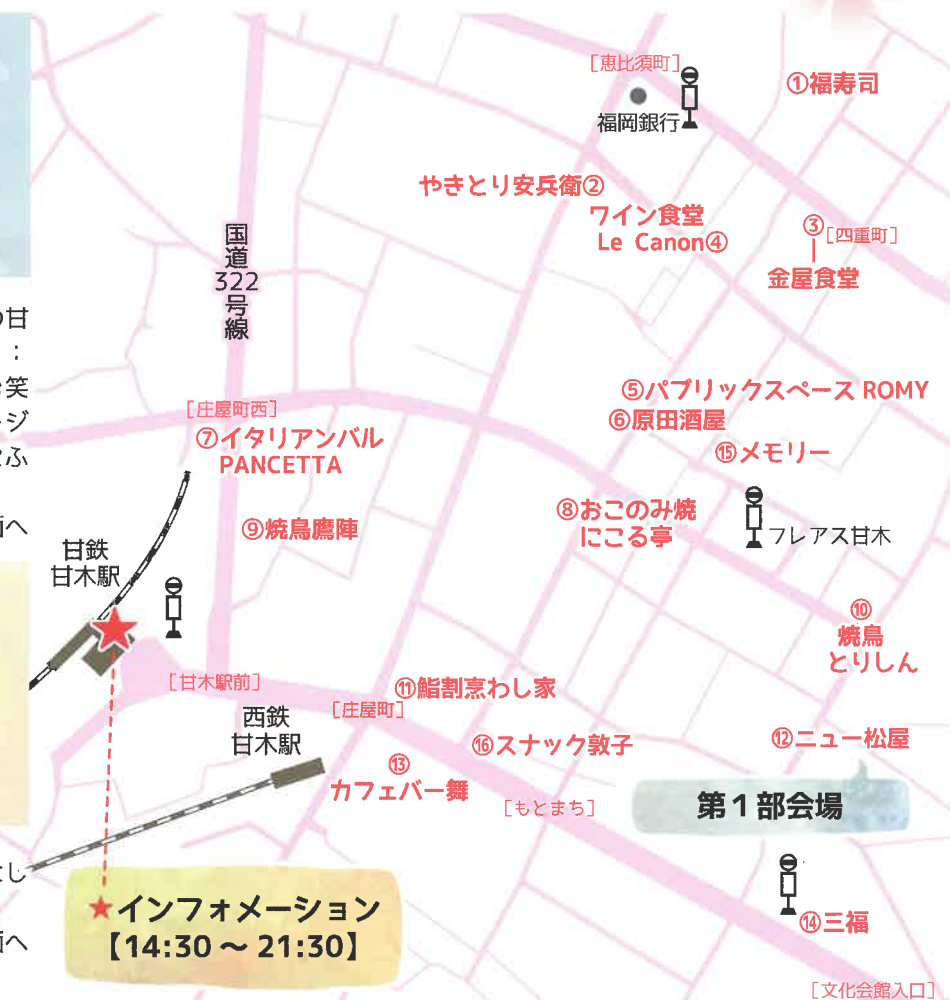 [恵比須町]
①福寿司
福岡銀行
やきとり安兵衛②
ワイン食堂
Le Canon④
③
[四重町]
金屋食堂
国道
322
号線
の甘
:
笑
ジ
ふ
へ
⑤パブリックスペース ROMY
⑥原田酒屋
⑮メモリー
[庄屋町西]
⑦イタリアンバル
PANCETTA
⑨焼鳥鷹陣
⑧おこのみ焼
にこる亭
フレアス甘木
甘鉄
甘木駅
⑩
焼鳥
とりしん
[甘木駅前]
⑪鮨割烹わし家
[庄屋町]
西鉄
甘木駅
⑯スナック敦子
⑫ニュー松屋
⑬
カフェバー舞
[もとまち]
第1部会場
し
へ
★インフォメーション
【14:30 ～ 21:30】
⑭三福
[文化会館入口]